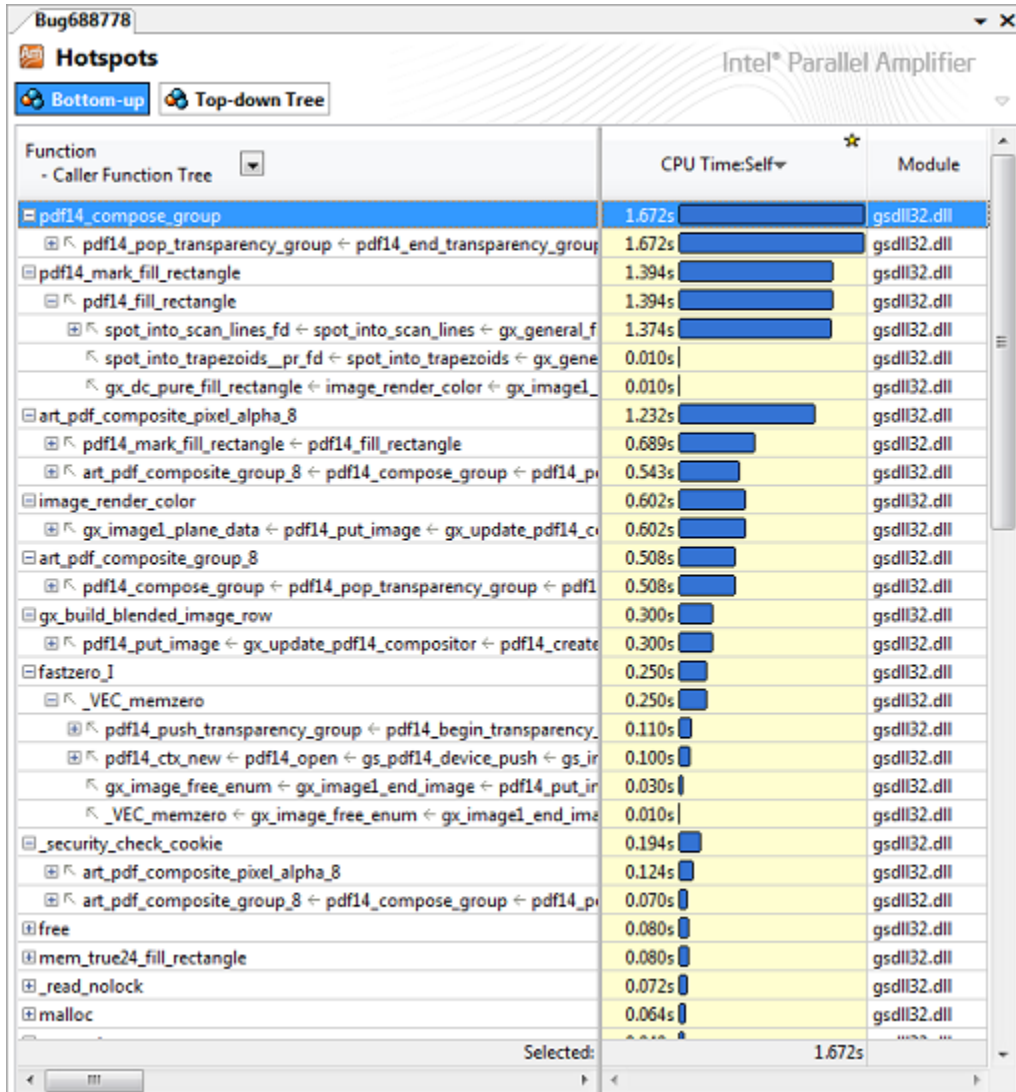 Bug688778
Hotspots
Intel® Parallel Amplifier
Bottom-up Top-down Tree
Function
- Caller Function Tree
CPU Time:Self
Module
pdf14_compose_group 1.672s gsdll32.dll
pdf14_pop_transparency_group ← pdf14_end_transparency_group 1.672s gsdll32.dll
pdf14_mark_fill_rectangle 1.394s gsdll32.dll
pdf14_fill_rectangle 1.394s gsdll32.dll
spot_into_scan_lines_fd ← spot_into_scan_lines ← gx_general_f 1.374s gsdll32.dll
spot_into_trapezoids__pr_fd ← spot_into_trapezoids ← gx_gene 0.010s gsdll32.dll
gx_dc_pure_fill_rectangle ← image_render_color ← gx_image1_ 0.010s gsdll32.dll
art_pdf_composite_pixel_alpha_8 1.232s gsdll32.dll
pdf14_mark_fill_rectangle ← pdf14_fill_rectangle 0.689s gsdll32.dll
art_pdf_composite_group_8 ← pdf14_compose_group ← pdf14_p 0.543s gsdll32.dll
image_render_color 0.602s gsdll32.dll
gx_image1_plane_data ← pdf14_put_image ← gx_update_pdf14_c 0.602s gsdll32.dll
art_pdf_composite_group_8 0.508s gsdll32.dll
pdf14_compose_group ← pdf14_pop_transparency_group ← pdf1 0.508s gsdll32.dll
gx_build_blended_image_row 0.300s gsdll32.dll
pdf14_put_image ← gx_update_pdf14_compositor ← pdf14_create 0.300s gsdll32.dll
fastzero_I 0.250s gsdll32.dll
_VEC_memzero 0.250s gsdll32.dll
pdf14_push_transparency_group ← pdf14_begin_transparency_ 0.110s gsdll32.dll
pdf14_ctx_new ← pdf14_open ← gs_pdf14_device_push ← gs_ir 0.100s gsdll32.dll
gx_image_free_enum ← gx_image1_end_image ← pdf14_put_in 0.030s gsdll32.dll
_VEC_memzero ← gx_image_free_enum ← gx_image1_end_ima 0.010s gsdll32.dll
_security_check_cookie 0.194s gsdll32.dll
art_pdf_composite_pixel_alpha_8 0.124s gsdll32.dll
art_pdf_composite_group_8 ← pdf14_compose_group ← pdf14_p 0.070s gsdll32.dll
free 0.080s gsdll32.dll
mem_true24_fill_rectangle 0.080s gsdll32.dll
_read_nolock 0.072s gsdll32.dll
malloc 0.064s gsdll32.dll
Selected: 1.672s